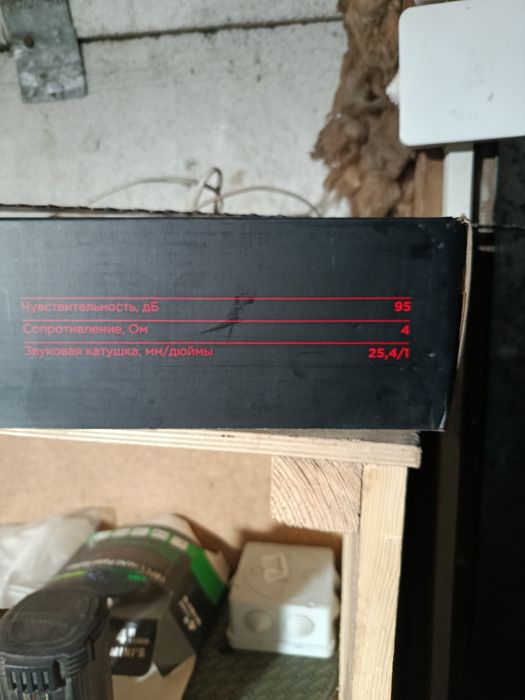 Чувствительность, дБ 95
Сопротивление, Ом 4
Звуковая катушка, мм/дюймы 25,4/1